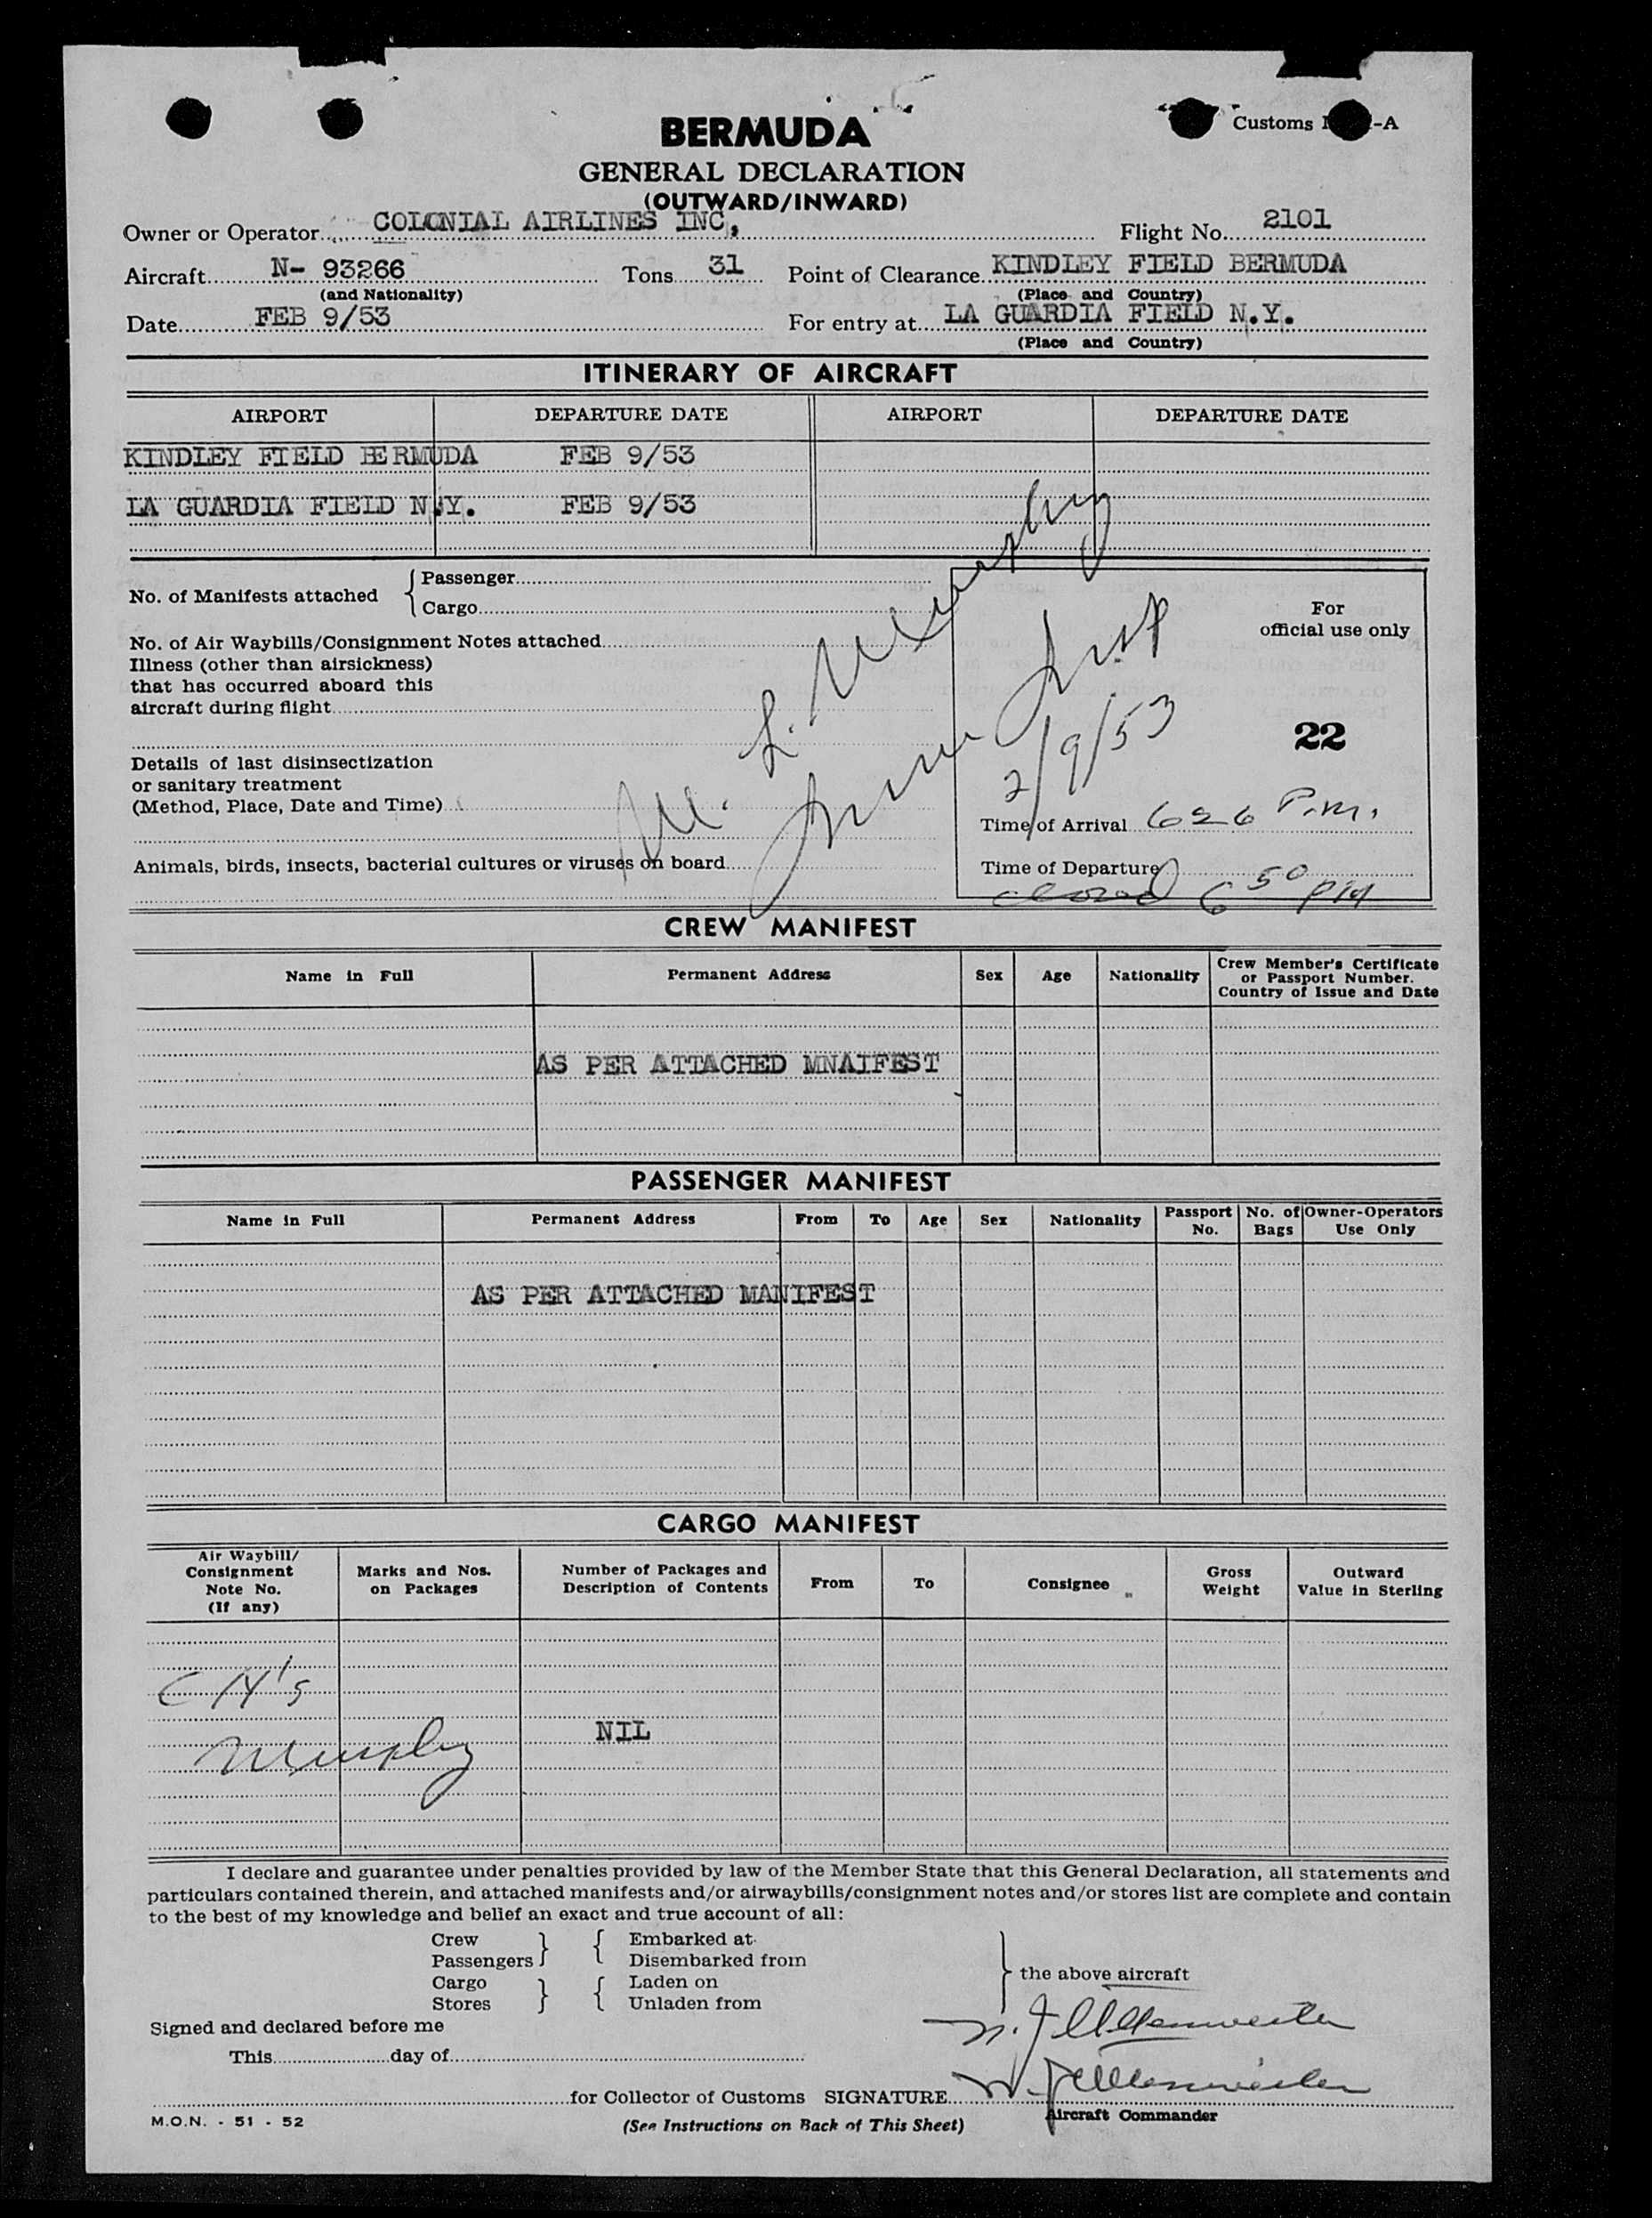 Customs -A
BERMUDA
GENERAL DECLARATION
(OUTWARD/INWARD)
Owner or Operator COLONIAL AIRLINES INC. Flight No. 2101
Aircraft N- 93266 Tons 31 Point of Clearance KINDLEY FIELD BERMUDA
(and Nationality) (Place and Country)
Date FEB 9/53 For entry at LA GUARDIA FIELD N.Y.
(Place and Country)
ITINERARY OF AIRCRAFT
AIRPORT DEPARTURE DATE AIRPORT DEPARTURE DATE
KINDLEY FIELD BERMUDA FEB 9/53
LA GUARDIA FIELD N.Y. FEB 9/53
No. of Manifests attached { Passenger
Cargo
No. of Air Waybills/Consignment Notes attached
Illness (other than airsickness)
that has occurred aboard this
aircraft during flight
Details of last disinsectization
or sanitary treatment
(Method, Place, Date and Time)
Animals, birds, insects, bacterial cultures or viruses on board
M. L. Murphy
For
official use only
2/9/53
22
Time of Arrival 626 P.M.
Time of Departure
closed 6 50 PM
CREW MANIFEST
Name in Full Permanent Address Sex Age Nationality Crew Member's Certificate
or Passport Number.
Country of Issue and Date
AS PER ATTACHED MNAIFEST
PASSENGER MANIFEST
Name in Full Permanent Address From To Age Sex Nationality Passport No. No. of Bags Owner-Operators Use Only
AS PER ATTACHED MANIFEST
CARGO MANIFEST
Air Waybill/
Consignment
Note No.
(If any)
Marks and Nos.
on Packages
Number of Packages and
Description of Contents
From To Consignee
Gross
Weight
Outward
Value in Sterling
Murphy
NIL
I declare and guarantee under penalties provided by law of the Member State that this General Declaration, all statements and
particulars contained therein, and attached manifests and/or airwaybills/consignment notes and/or stores list are complete and contain
to the best of my knowledge and belief an exact and true account of all:
Crew } { Embarked at
Passengers Disembarked from
Cargo } { Laden on
Stores Unladen from
} the above aircraft
Signed and declared before me
This day of
for Collector of Customs SIGNATURE
Aircraft Commander
M.O.N. - 51 - 52
(See Instructions on Back of This Sheet)